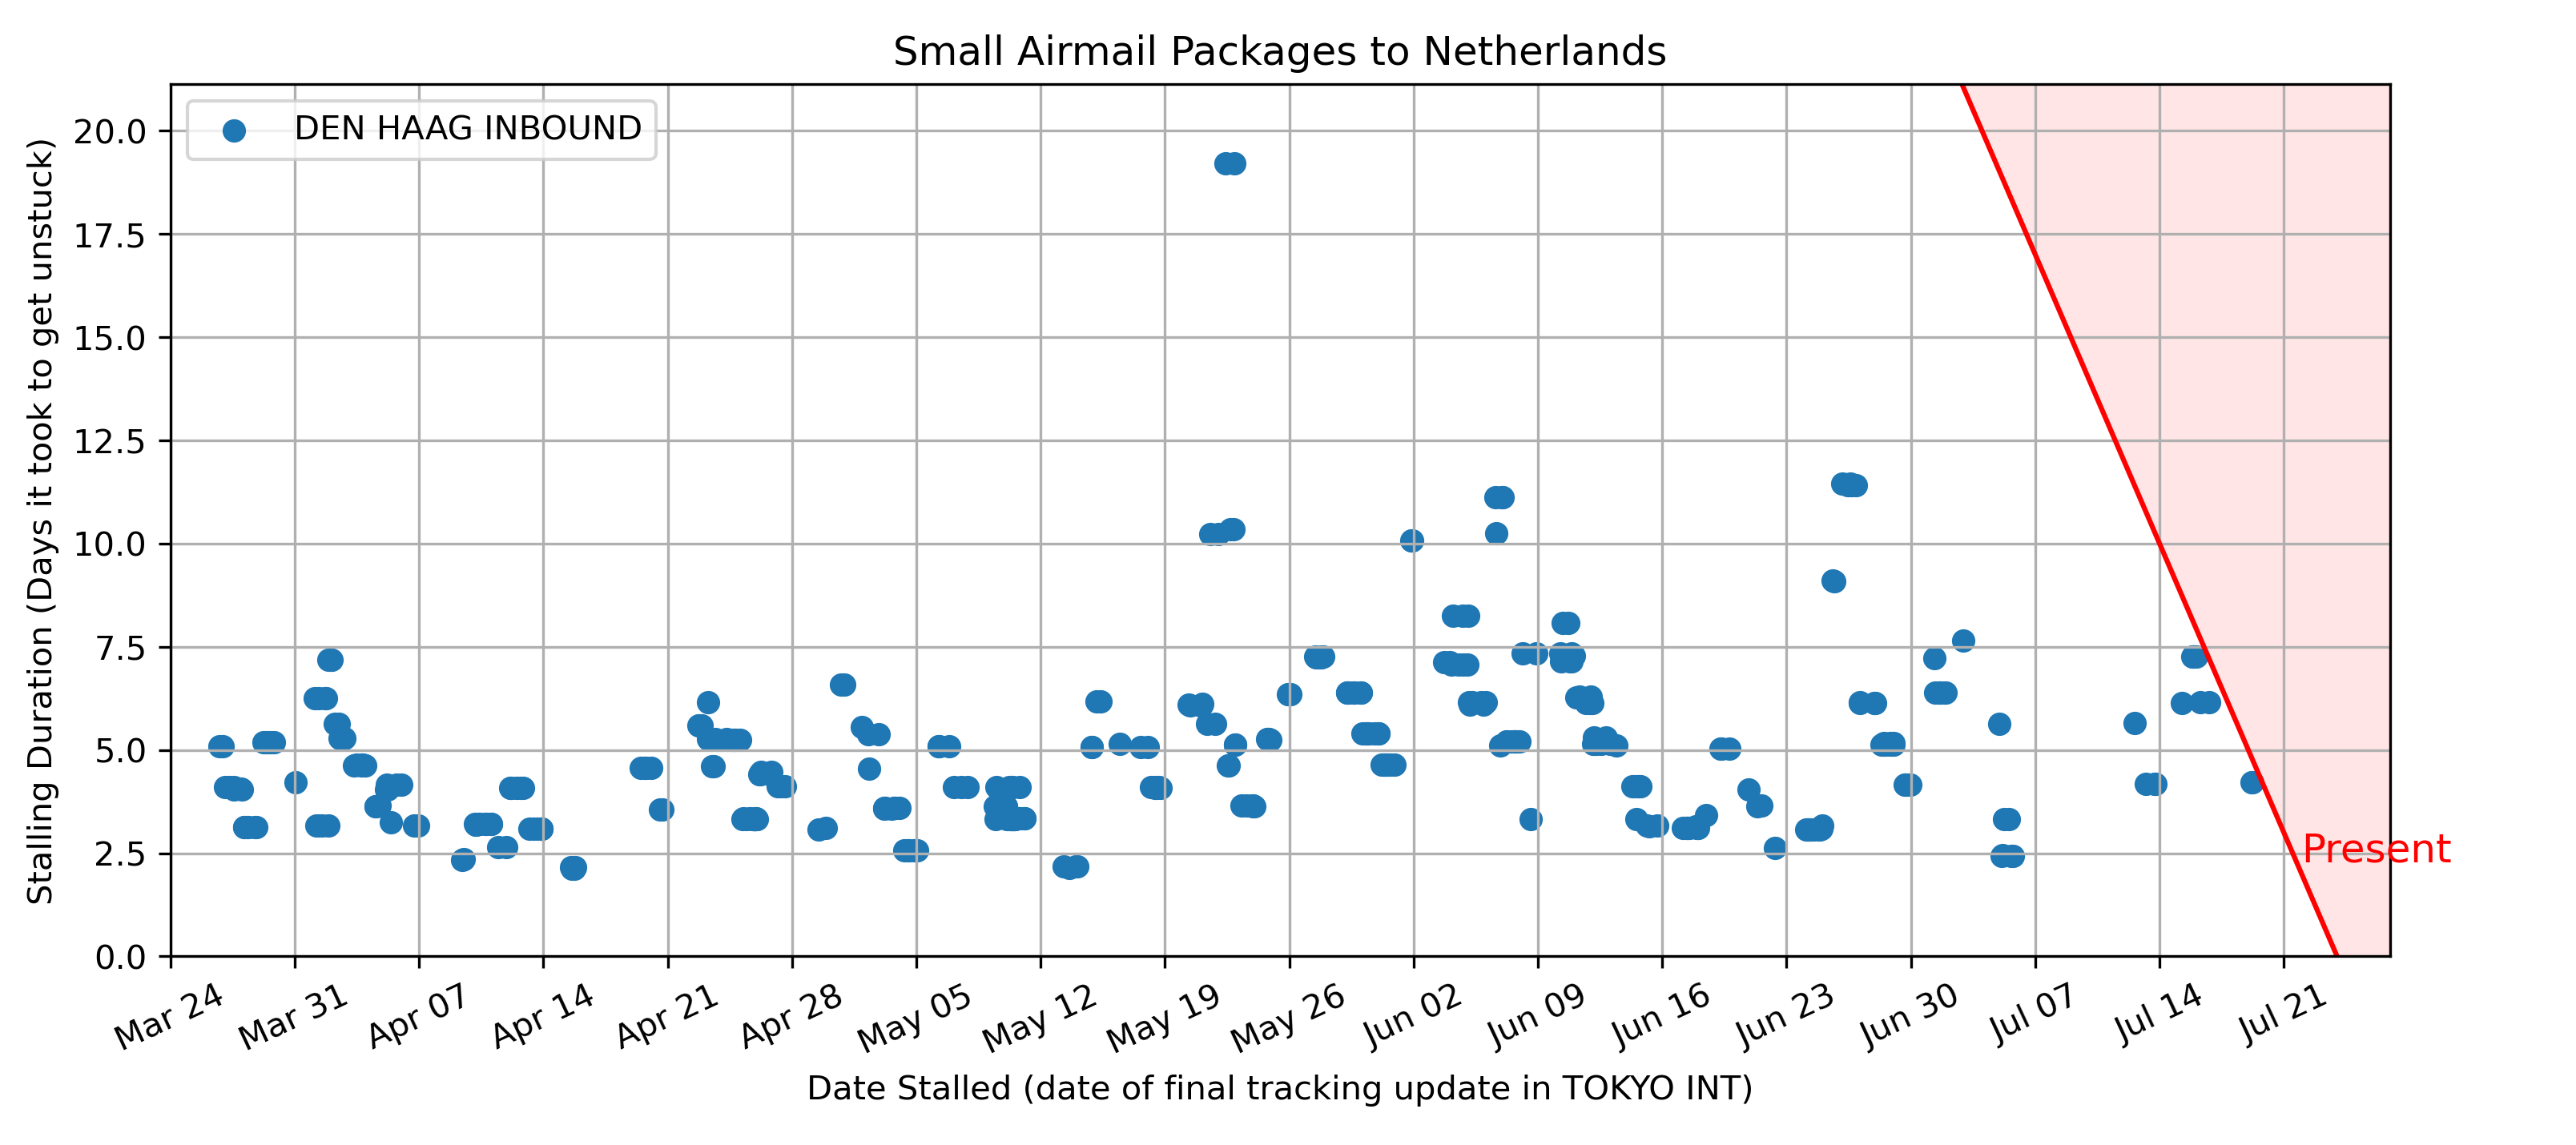 Small Airmail Packages to Netherlands
DEN HAAG INBOUND
Stalling Duration (Days it took to get unstuck)
20.0
17.5
15.0
12.5
10.0
7.5
5.0
2.5
0.0
Present
Mar 24
Mar 31
Apr 07
Apr 14
Apr 21
Apr 28
May 05
May 12
May 19
May 26
Jun 02
Jun 09
Jun 16
Jun 23
Jun 30
Jul 07
Jul 14
Jul 21
Date Stalled (date of final tracking update in TOKYO INT)